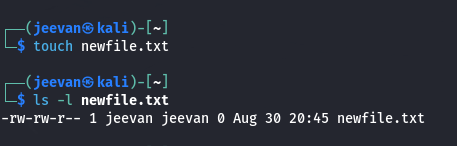 ┌──(jeevan㉿kali)-[~]
└─$ touch newfile.txt
┌──(jeevan㉿kali)-[~]
└─$ ls -l newfile.txt
-rw-rw-r-- 1 jeevan jeevan 0 Aug 30 20:45 newfile.txt